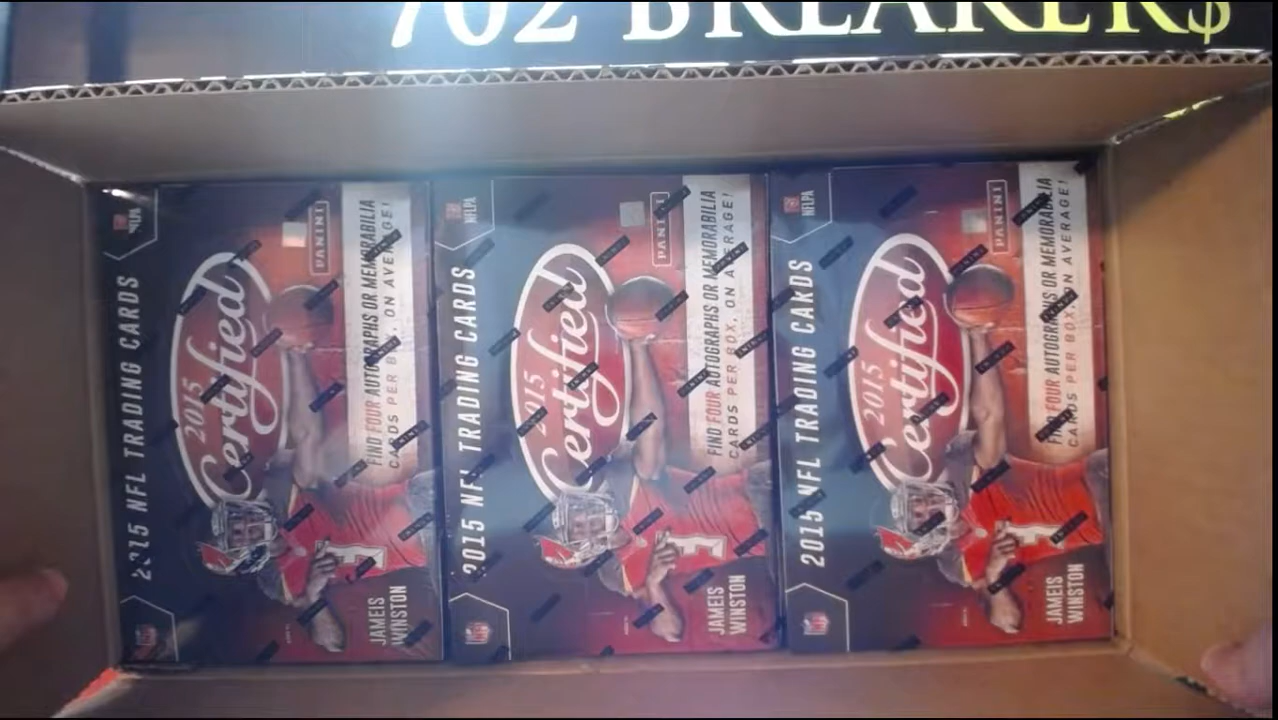 702 BREAKER$
NFLPA
2015 NFL TRADING CARDS
2015
Certified
PANINI
FIND FOUR AUTOGRAPHS OR MEMORABILIA
CARDS PER BOX, ON AVERAGE!
JAMEIS
WINSTON
NFLPA
2015 NFL TRADING CARDS
2015
Certified
PANINI
FIND FOUR AUTOGRAPHS OR MEMORABILIA
CARDS PER BOX, ON AVERAGE!
JAMEIS
WINSTON
NFLPA
2015 NFL TRADING CARDS
2015
Certified
PANINI
FIND FOUR AUTOGRAPHS OR MEMORABILIA
CARDS PER BOX, ON AVERAGE!
JAMEIS
WINSTON